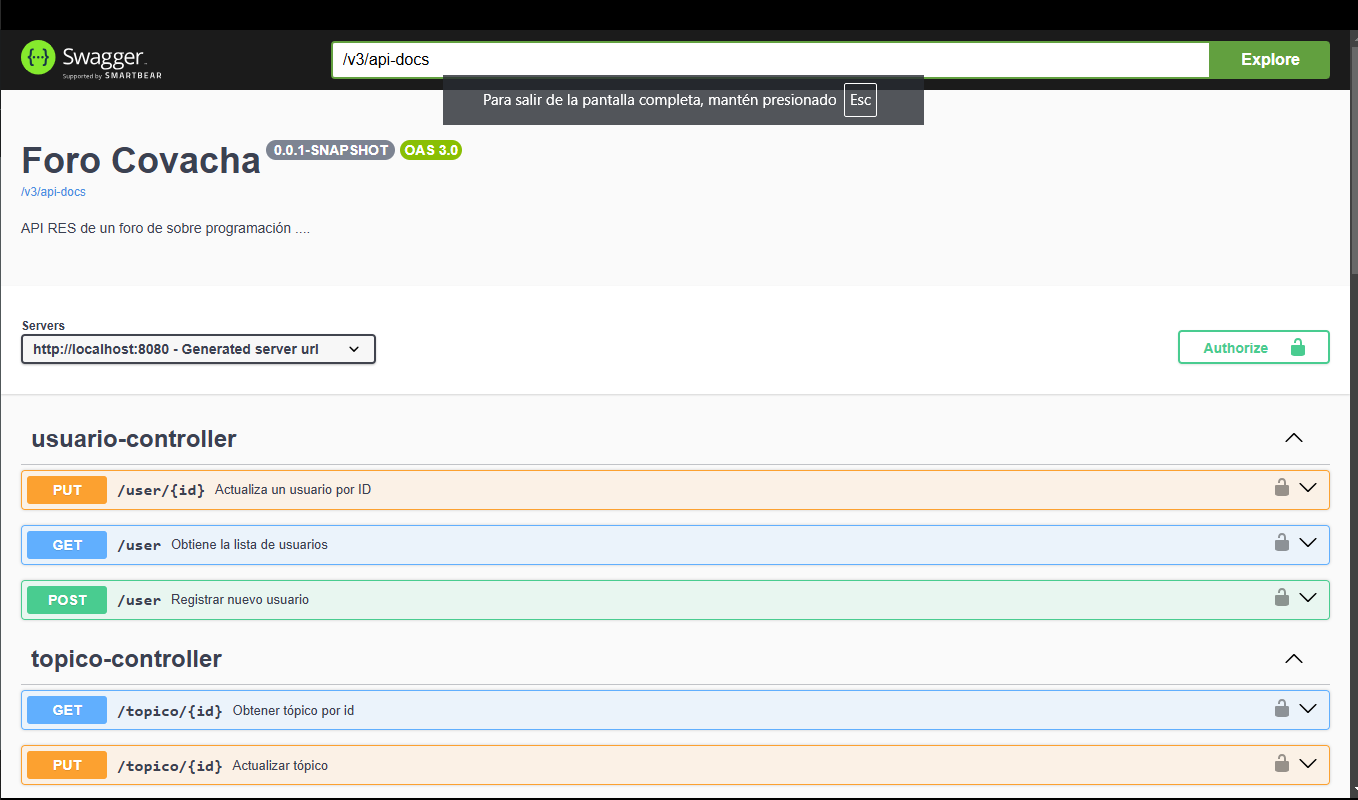 Swagger
Supported by SMARTBEAR
/v3/api-docs
Explore
Para salir de la pantalla completa, mantén presionado Esc
Foro Covacha 0.0.1-SNAPSHOT OAS 3.0
/v3/api-docs
API RES de un foro de sobre programación ....
Servers
http://localhost:8080 - Generated server url
Authorize
usuario-controller
PUT /user/{id} Actualiza un usuario por ID
GET /user Obtiene la lista de usuarios
POST /user Registrar nuevo usuario
topico-controller
GET /topico/{id} Obtener tópico por id
PUT /topico/{id} Actualizar tópico